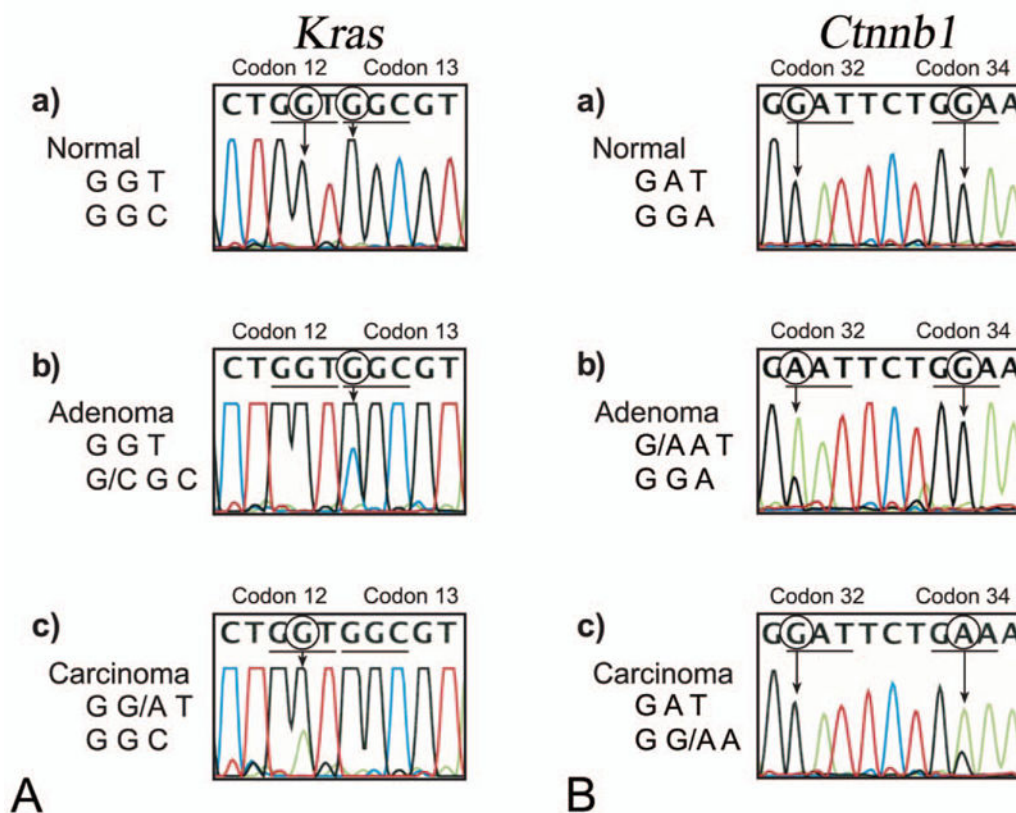 Kras
Codon 12 Codon 13
a)
CTGGTGGCGT
Normal
G G T
G G C
Codon 12 Codon 13
b)
CTGGTGGCGT
Adenoma
G G T
G/C G C
Codon 12 Codon 13
c)
CTGGTGGCGT
Carcinoma
G G/A T
G G C
A
Ctnnb1
Codon 32 Codon 34
a)
GGATTCTGGAA
Normal
G A T
G G A
Codon 32 Codon 34
b)
GAATTCTGGAA
Adenoma
G/A A T
G G A
Codon 32 Codon 34
c)
GGATTCTGAAA
Carcinoma
G A T
G G/A A
B